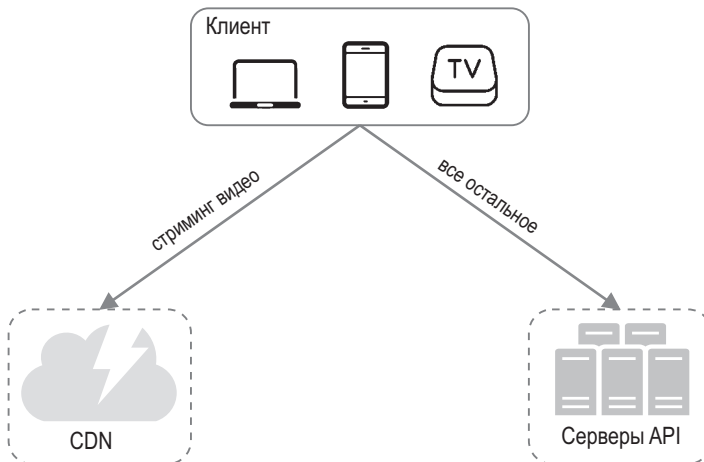 Клиент
TV
стриминг видео
все остальное
CDN
Серверы API